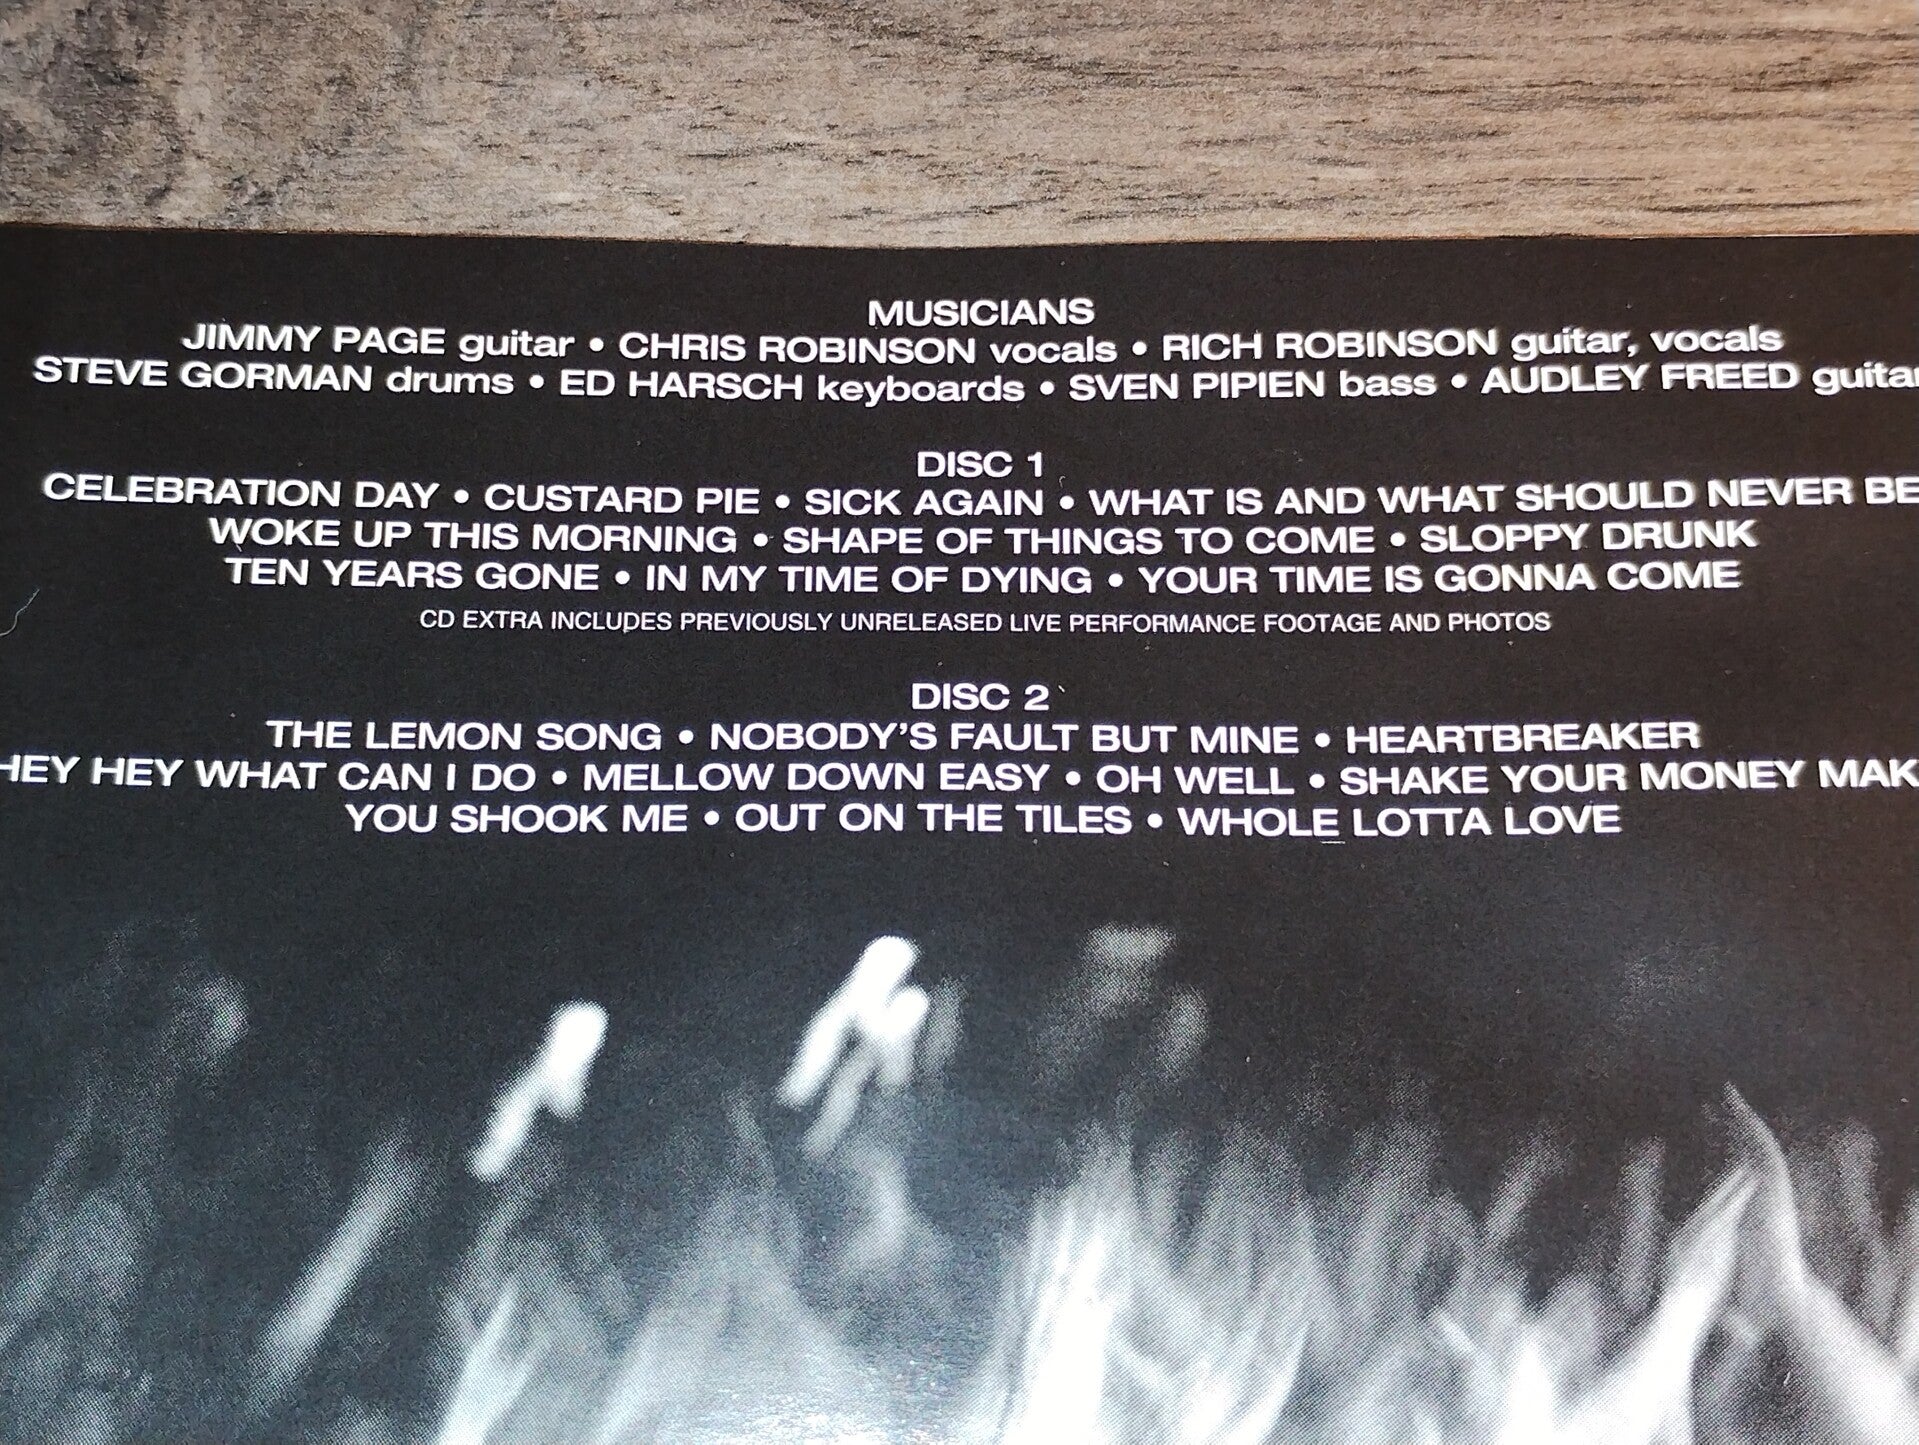 MUSICIANS
JIMMY PAGE guitar • CHRIS ROBINSON vocals • RICH ROBINSON guitar, vocals
STEVE GORMAN drums • ED HARSCH keyboards • SVEN PIPIEN bass • AUDLEY FREED guitar
DISC 1
CELEBRATION DAY • CUSTARD PIE • SICK AGAIN • WHAT IS AND WHAT SHOULD NEVER BE
WOKE UP THIS MORNING • SHAPE OF THINGS TO COME • SLOPPY DRUNK
TEN YEARS GONE • IN MY TIME OF DYING • YOUR TIME IS GONNA COME
CD EXTRA INCLUDES PREVIOUSLY UNRELEASED LIVE PERFORMANCE FOOTAGE AND PHOTOS
DISC 2
THE LEMON SONG • NOBODY'S FAULT BUT MINE • HEARTBREAKER
HEY HEY WHAT CAN I DO • MELLOW DOWN EASY • OH WELL • SHAKE YOUR MONEY MAK
YOU SHOOK ME • OUT ON THE TILES • WHOLE LOTTA LOVE